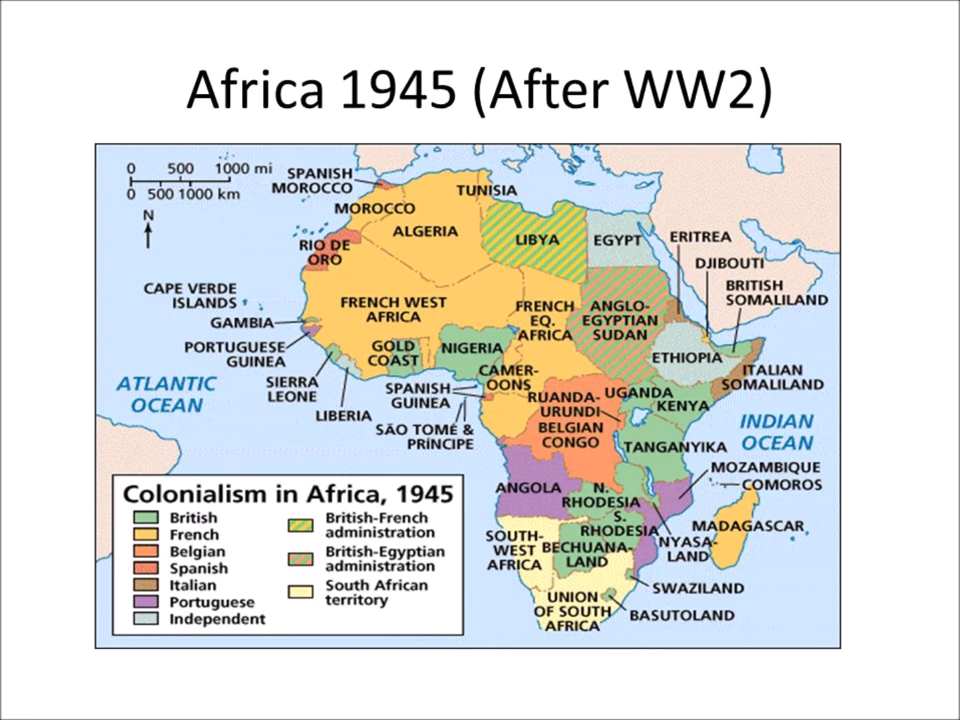 Africa 1945 (After WW2)
0 500 1000 mi
0 500 1000 km
N
SPANISH
MOROCCO
TUNISIA
MOROCCO
ALGERIA
LIBYA
EGYPT
ERITREA
RIO DE
ORO
DJIBOUTI
BRITISH
SOMALILAND
CAPE VERDE
ISLANDS
FRENCH WEST
AFRICA
FRENCH
EQ.
AFRICA
ANGLO-
EGYPTIAN
SUDAN
GAMBIA
PORTUGUESE
GUINEA
GOLD
COAST
NIGERIA
ETHIOPIA
ATLANTIC
OCEAN
SIERRA
LEONE
LIBERIA
SPANISH
GUINEA
CAMER-
OONS
ITALIAN
SOMALILAND
SÃO TOMÉ &
PRÍNCIPE
RUANDA-
URUNDI
BELGIAN
CONGO
UGANDA
KENYA
INDIAN
OCEAN
TANGANYIKA
MOZAMBIQUE
COMOROS
ANGOLA
N.
RHODESIA
S.
RHODESIA
MADAGASCAR
NYASA-
LAND
SOUTH-
WEST
AFRICA
BECHUANA-
LAND
SWAZILAND
UNION
OF SOUTH
AFRICA
BASUTOLAND
Colonialism in Africa, 1945
British
French
Belgian
Spanish
Italian
Portuguese
Independent
British-French
administration
British-Egyptian
administration
South African
territory